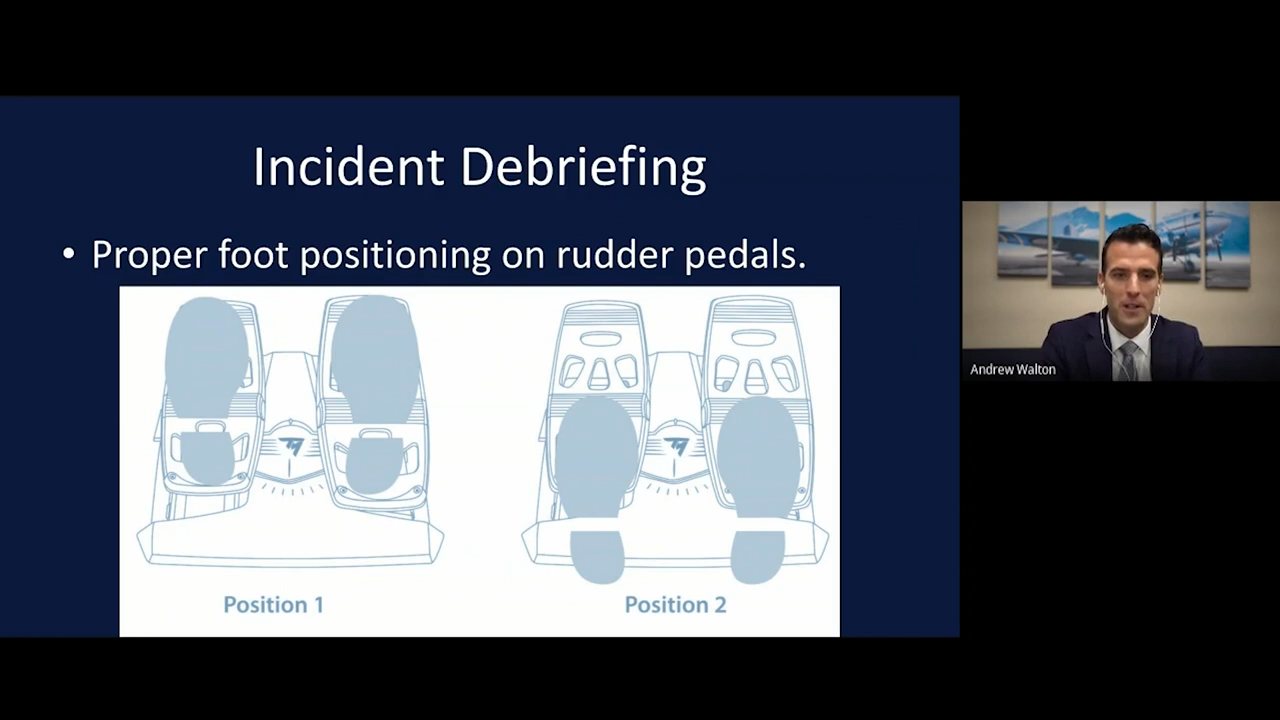 Incident Debriefing
• Proper foot positioning on rudder pedals.
Position 1
Position 2
Andrew Walton